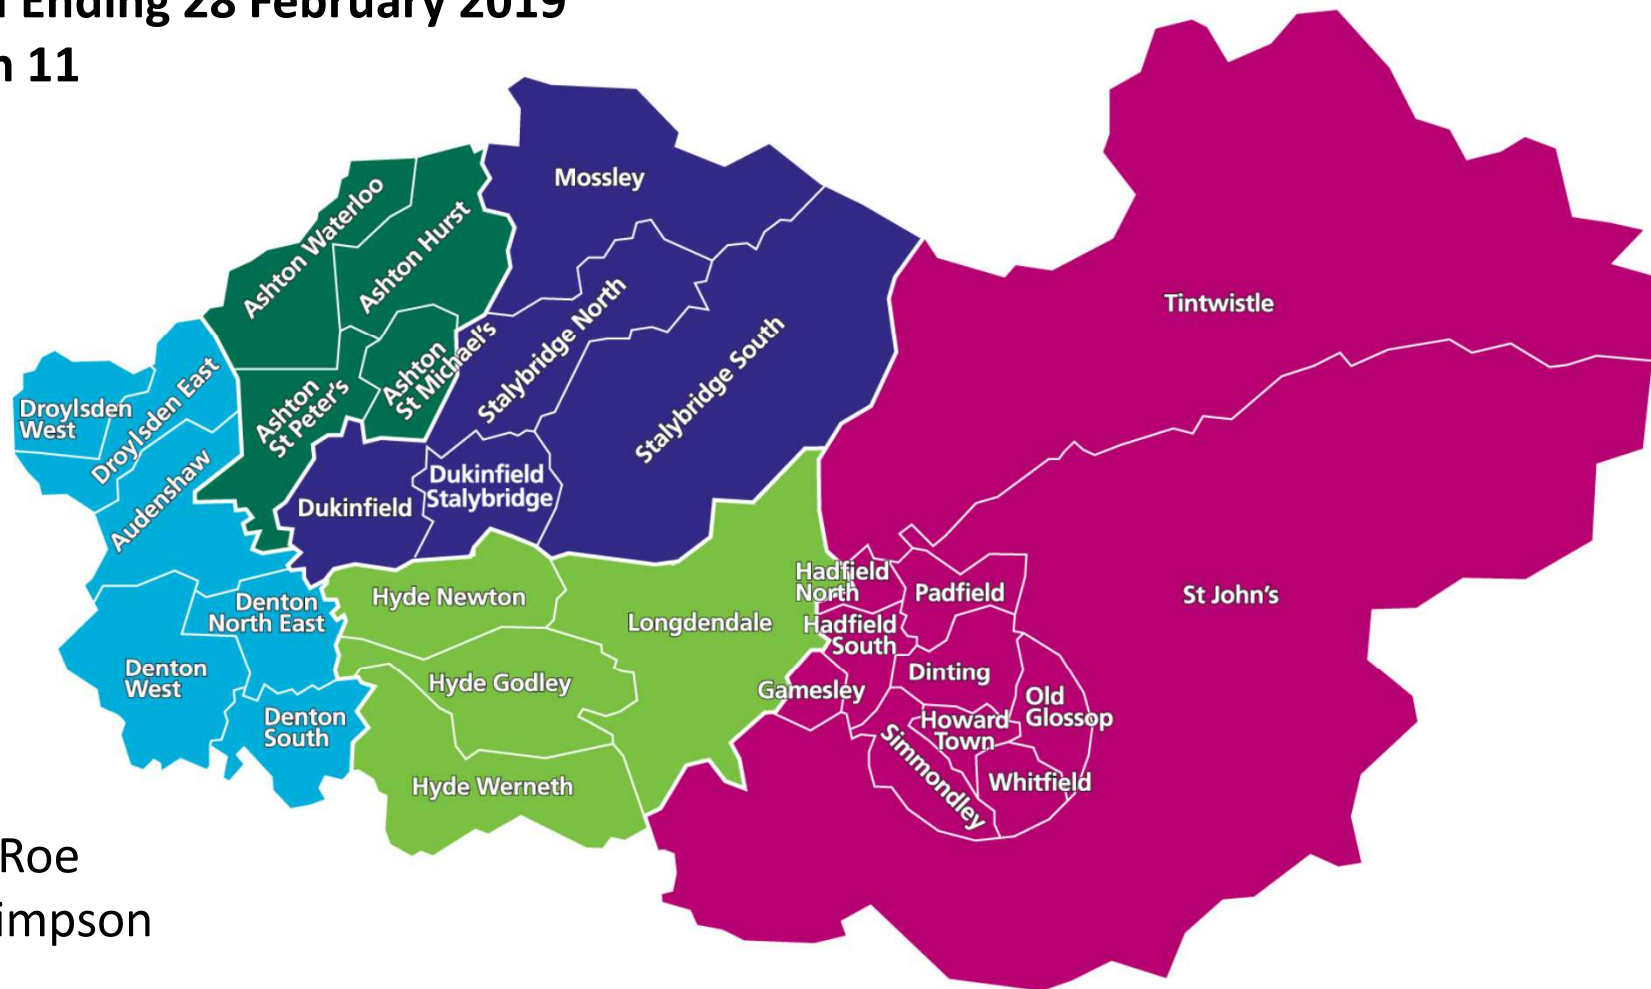 Ending 28 February 2019
11
Mossley
Ashton Waterloo
Ashton Hurst
Tintwistle
Stalybridge North
Ashton
St Michael's
Stalybridge South
Ashton
St Peter's
Droylsden
West
Droylsden East
Audenshaw
Dukinfield
Stalybridge
Dukinfield
Hadfield
North
Padfield
St John's
Hyde Newton
Denton
North East
Longdendale
Hadfield
South
Denton
West
Hyde Godley
Gamesley
Dinting
Old
Glossop
Denton
South
Howard
Town
Simmondley
Whitfield
Hyde Werneth
Roe
impson